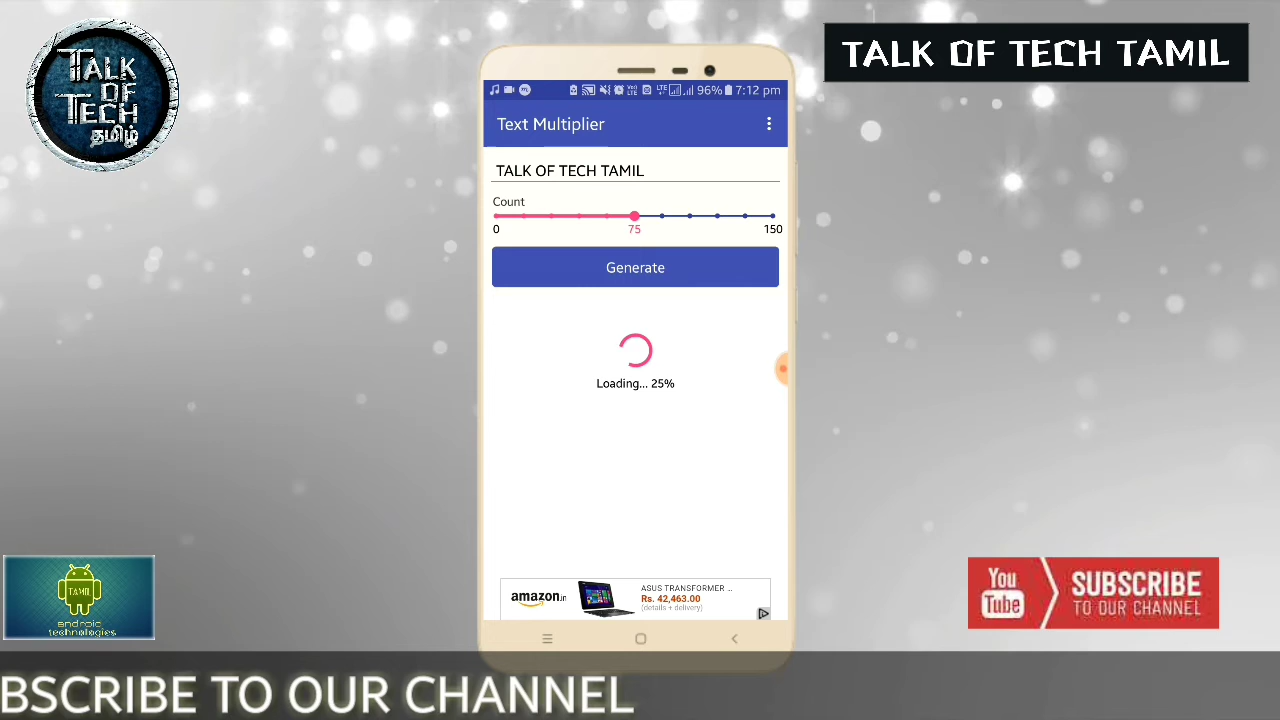 TALK
OF
TECH
தமிழ்
TALK OF TECH TAMIL
96% 7:12 pm
Text Multiplier
TALK OF TECH TAMIL
Count
0 75 150
Generate
Loading... 25%
amazon.in
ASUS TRANSFORMER ..
Rs. 42,463.00
(details + delivery)
TAMIL
android
technologies
You
Tube
SUBSCRIBE
TO OUR CHANNEL
BSCRIBE TO OUR CHANNEL